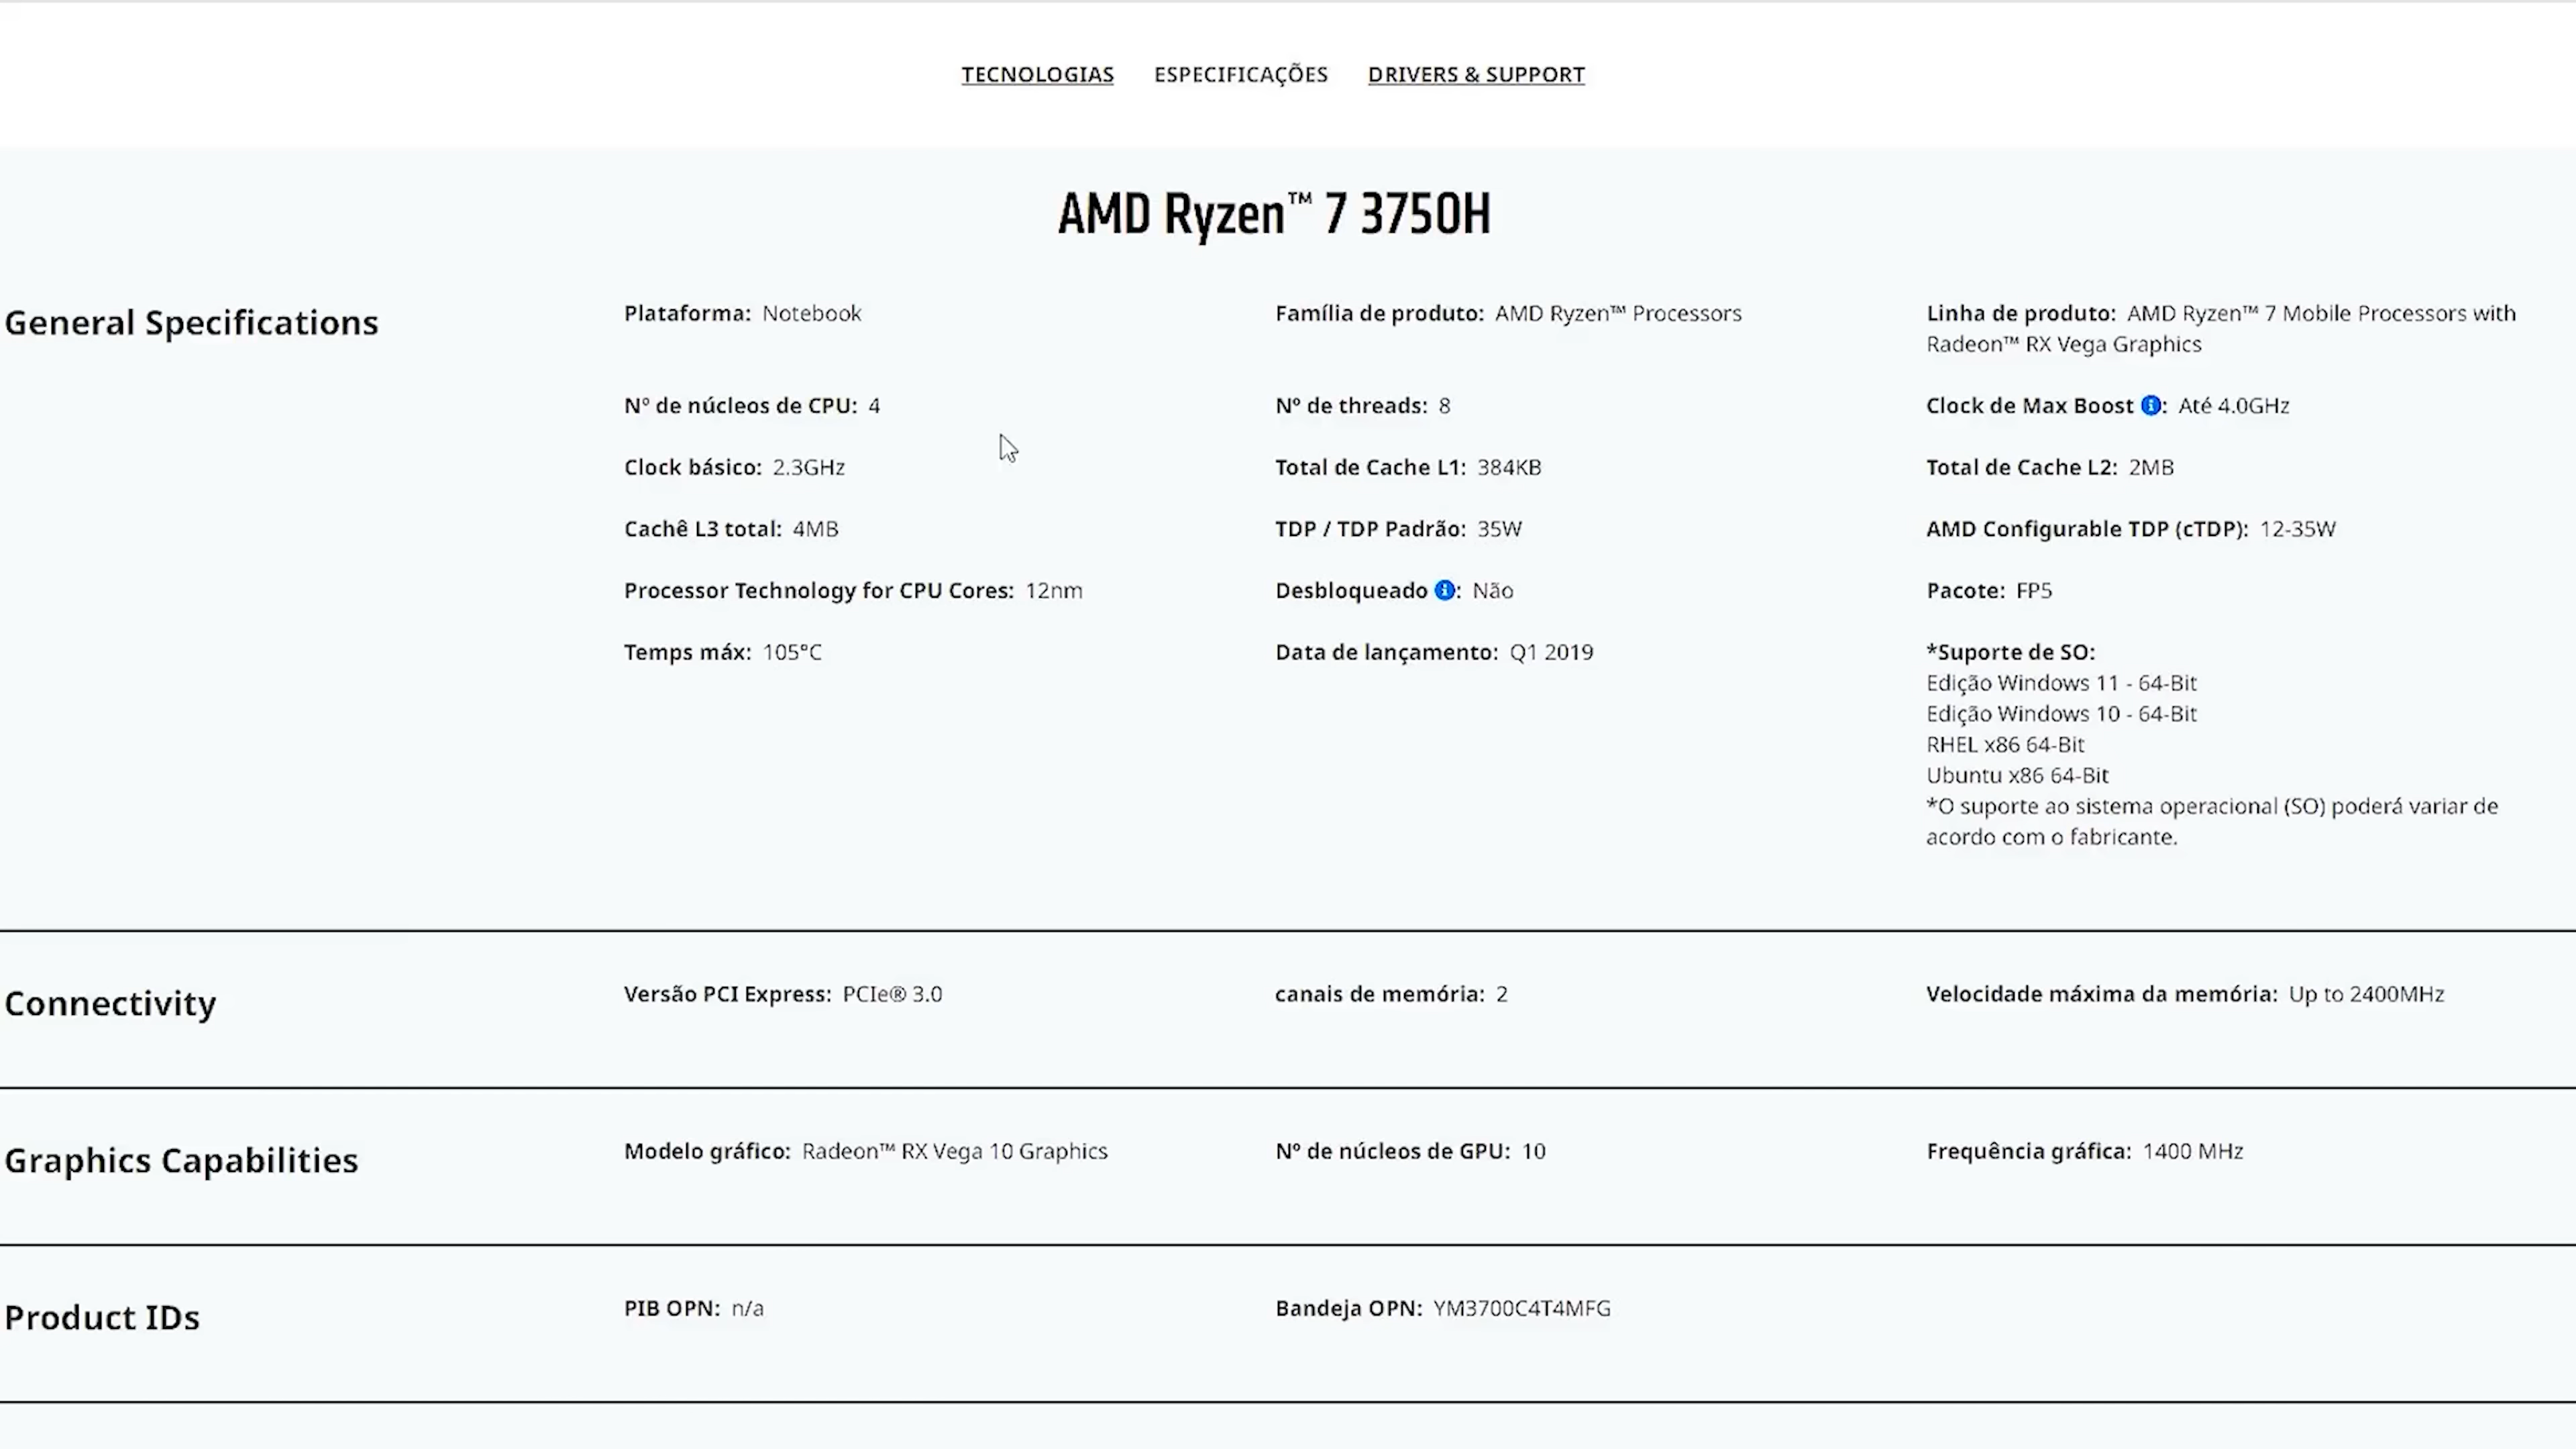 TECNOLOGIAS ESPECIFICAÇÕES DRIVERS & SUPPORT
AMD Ryzen™ 7 3750H
General Specifications
Plataforma: Notebook
Família de produto: AMD Ryzen™ Processors
Linha de produto: AMD Ryzen™ 7 Mobile Processors with
Radeon™ RX Vega Graphics
Nº de núcleos de CPU: 4
Nº de threads: 8
Clock de Max Boost i: Até 4.0GHz
Clock básico: 2.3GHz
Total de Cache L1: 384KB
Total de Cache L2: 2MB
Cachê L3 total: 4MB
TDP / TDP Padrão: 35W
AMD Configurable TDP (cTDP): 12-35W
Processor Technology for CPU Cores: 12nm
Desbloqueado i: Não
Pacote: FP5
Temps máx: 105°C
Data de lançamento: Q1 2019
*Suporte de SO:
Edição Windows 11 - 64-Bit
Edição Windows 10 - 64-Bit
RHEL x86 64-Bit
Ubuntu x86 64-Bit
*O suporte ao sistema operacional (SO) poderá variar de
acordo com o fabricante.
Connectivity
Versão PCI Express: PCIe® 3.0
canais de memória: 2
Velocidade máxima da memória: Up to 2400MHz
Graphics Capabilities
Modelo gráfico: Radeon™ RX Vega 10 Graphics
Nº de núcleos de GPU: 10
Frequência gráfica: 1400 MHz
Product IDs
PIB OPN: n/a
Bandeja OPN: YM3700C4T4MFG